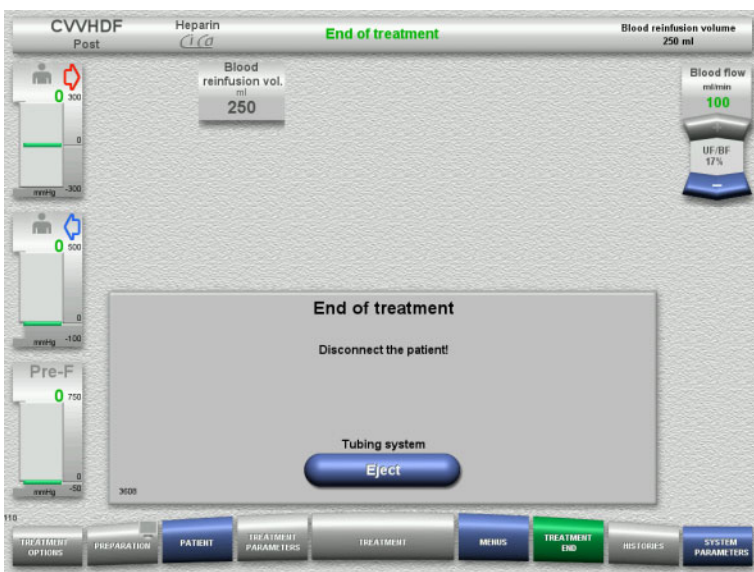 CVVHDF
Post
Heparin
Ci Ca
End of treatment
Blood reinfusion volume
250 ml
0
300
0
mmHg
-300
Blood
reinfusion vol.
ml
250
Blood flow
ml/min
100
+
UF/BF
17%
−
0
500
0
mmHg
-100
Pre-F
0
750
0
mmHg
-50
End of treatment
Disconnect the patient!
Tubing system
Eject
3608
TREATMENT
OPTIONS
PREPARATION
PATIENT
TREATMENT
PARAMETERS
TREATMENT
MENUS
TREATMENT
END
HISTORIES
SYSTEM
PARAMETERS